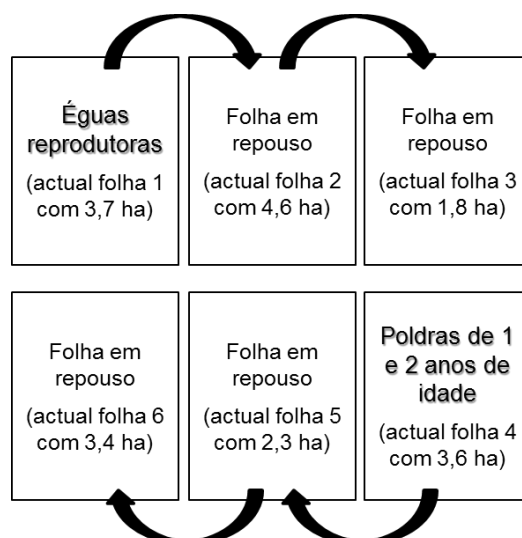 Éguas
reprodutoras
(actual folha 1
com 3,7 ha)
Folha em
repouso
(actual folha 2
com 4,6 ha)
Folha em
repouso
(actual folha 3
com 1,8 ha)
Folha em
repouso
(actual folha 6
com 3,4 ha)
Folha em
repouso
(actual folha 5
com 2,3 ha)
Poldras de 1
e 2 anos de
idade
(actual folha 4
com 3,6 ha)